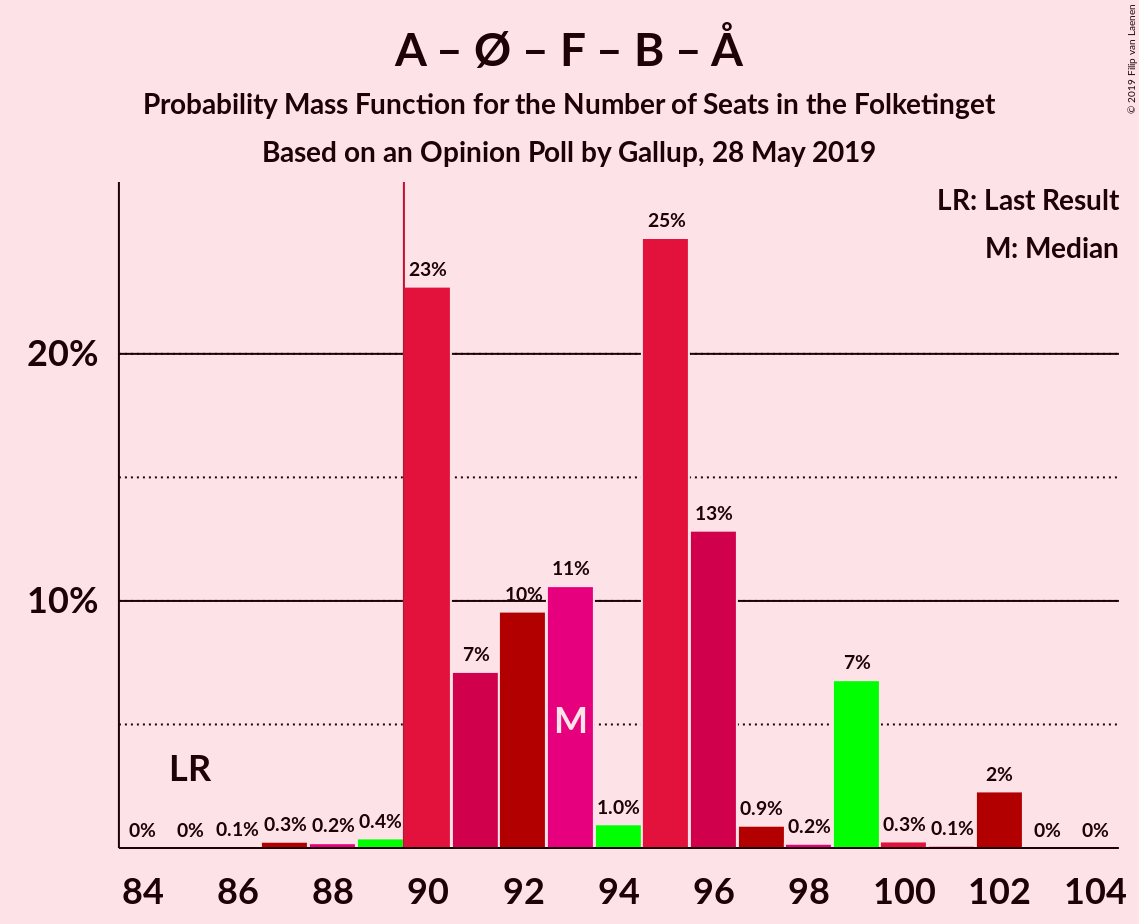 A – Ø – F – B – Å
Probability Mass Function for the Number of Seats in the Folketinget
Based on an Opinion Poll by Gallup, 28 May 2019
© 2019 Filip van Laenen
LR: Last Result
M: Median
20%
10%
0% 0% 0.1% 0.3% 0.2% 0.4% 23% 7% 10% 11% 1.0% 25% 13% 0.9% 0.2% 7% 0.3% 0.1% 2% 0% 0%
LR
M
84 86 88 90 92 94 96 98 100 102 104